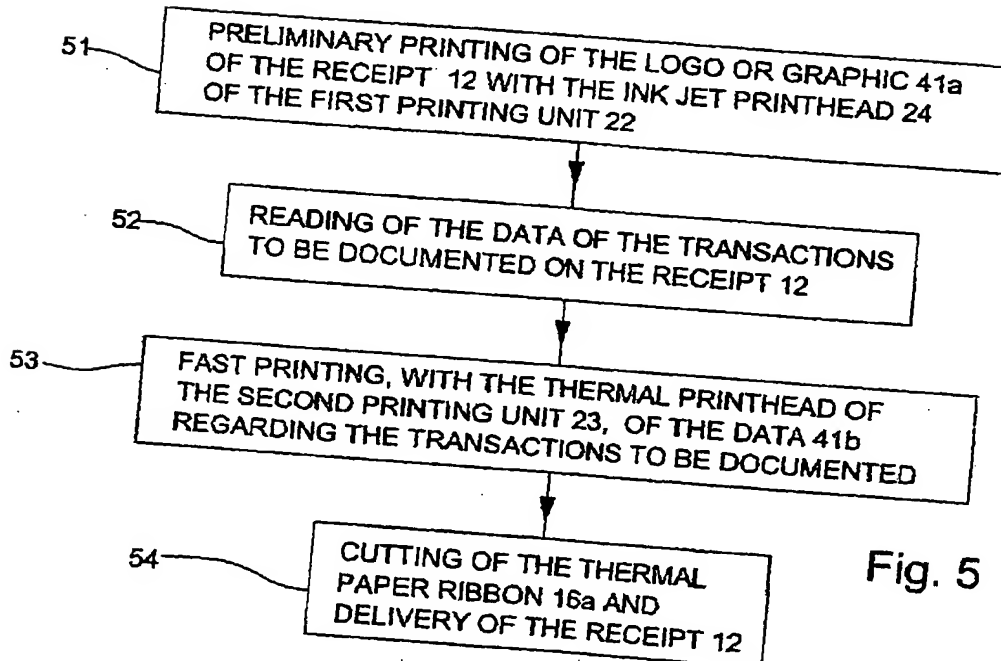 51
PRELIMINARY PRINTING OF THE LOGO OR GRAPHIC 41a
OF THE RECEIPT 12 WITH THE INK JET PRINTHEAD 24
OF THE FIRST PRINTING UNIT 22
52
READING OF THE DATA OF THE TRANSACTIONS
TO BE DOCUMENTED ON THE RECEIPT 12
53
FAST PRINTING, WITH THE THERMAL PRINTHEAD OF
THE SECOND PRINTING UNIT 23, OF THE DATA 41b
REGARDING THE TRANSACTIONS TO BE DOCUMENTED
54
CUTTING OF THE THERMAL
PAPER RIBBON 16a AND
DELIVERY OF THE RECEIPT 12
Fig. 5